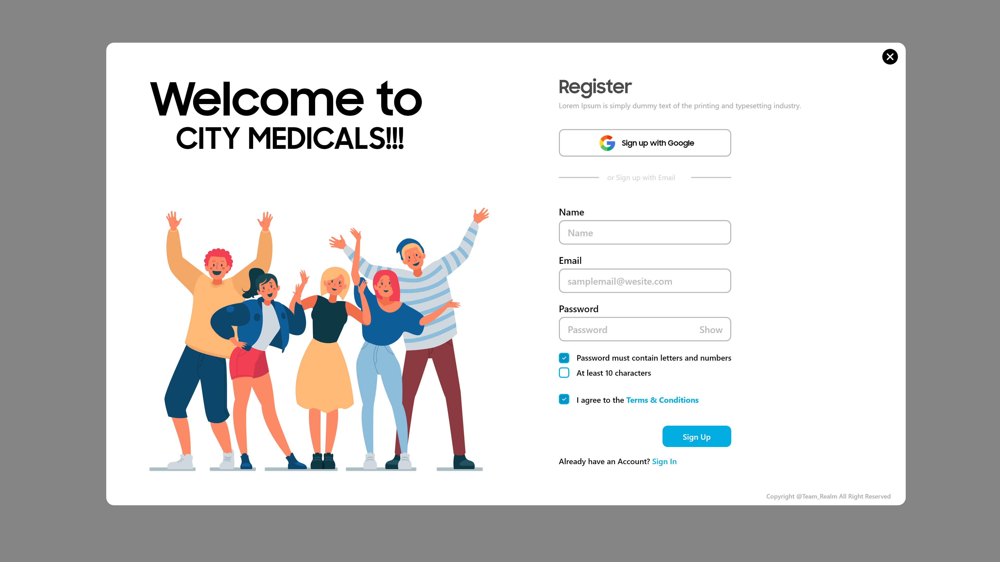 Welcome to
CITY MEDICALS!!!
Register
Lorem Ipsum is simply dummy text of the printing and typesetting industry.
Sign up with Google
or Sign up with Email
Name
Name
Email
samplemail@wesite.com
Password
Password Show
Password must contain letters and numbers
At least 10 characters
I agree to the Terms & Conditions
Sign Up
Already have an Account? Sign In
Copyright @Team_Realm All Right Reserved